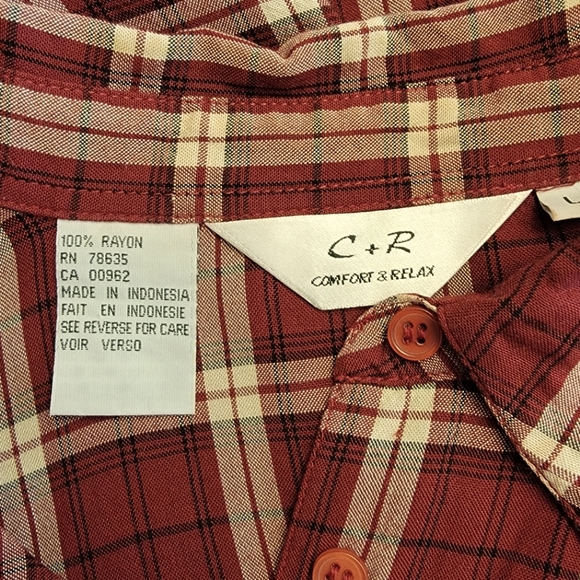 100% RAYON
RN 78635
CA 00962
MADE IN INDONESIA
FAIT EN INDONESIE
SEE REVERSE FOR CARE
VOIR VERSO
C + R
COMFORT & RELAX